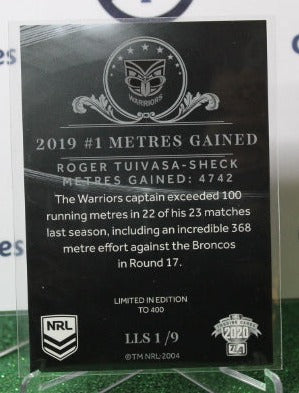 WARRIORS
2019 #1 METRES GAINED
ROGER TUIVASA-SHECK
METRES GAINED: 4742
The Warriors captain exceeded 100
running metres in 22 of his 23 matches
last season, including an incredible 368
metre effort against the Broncos
in Round 17.
LIMITED IN EDITION
TO 400
NRL
LLS 1/9
2020
©TM NRL-2004